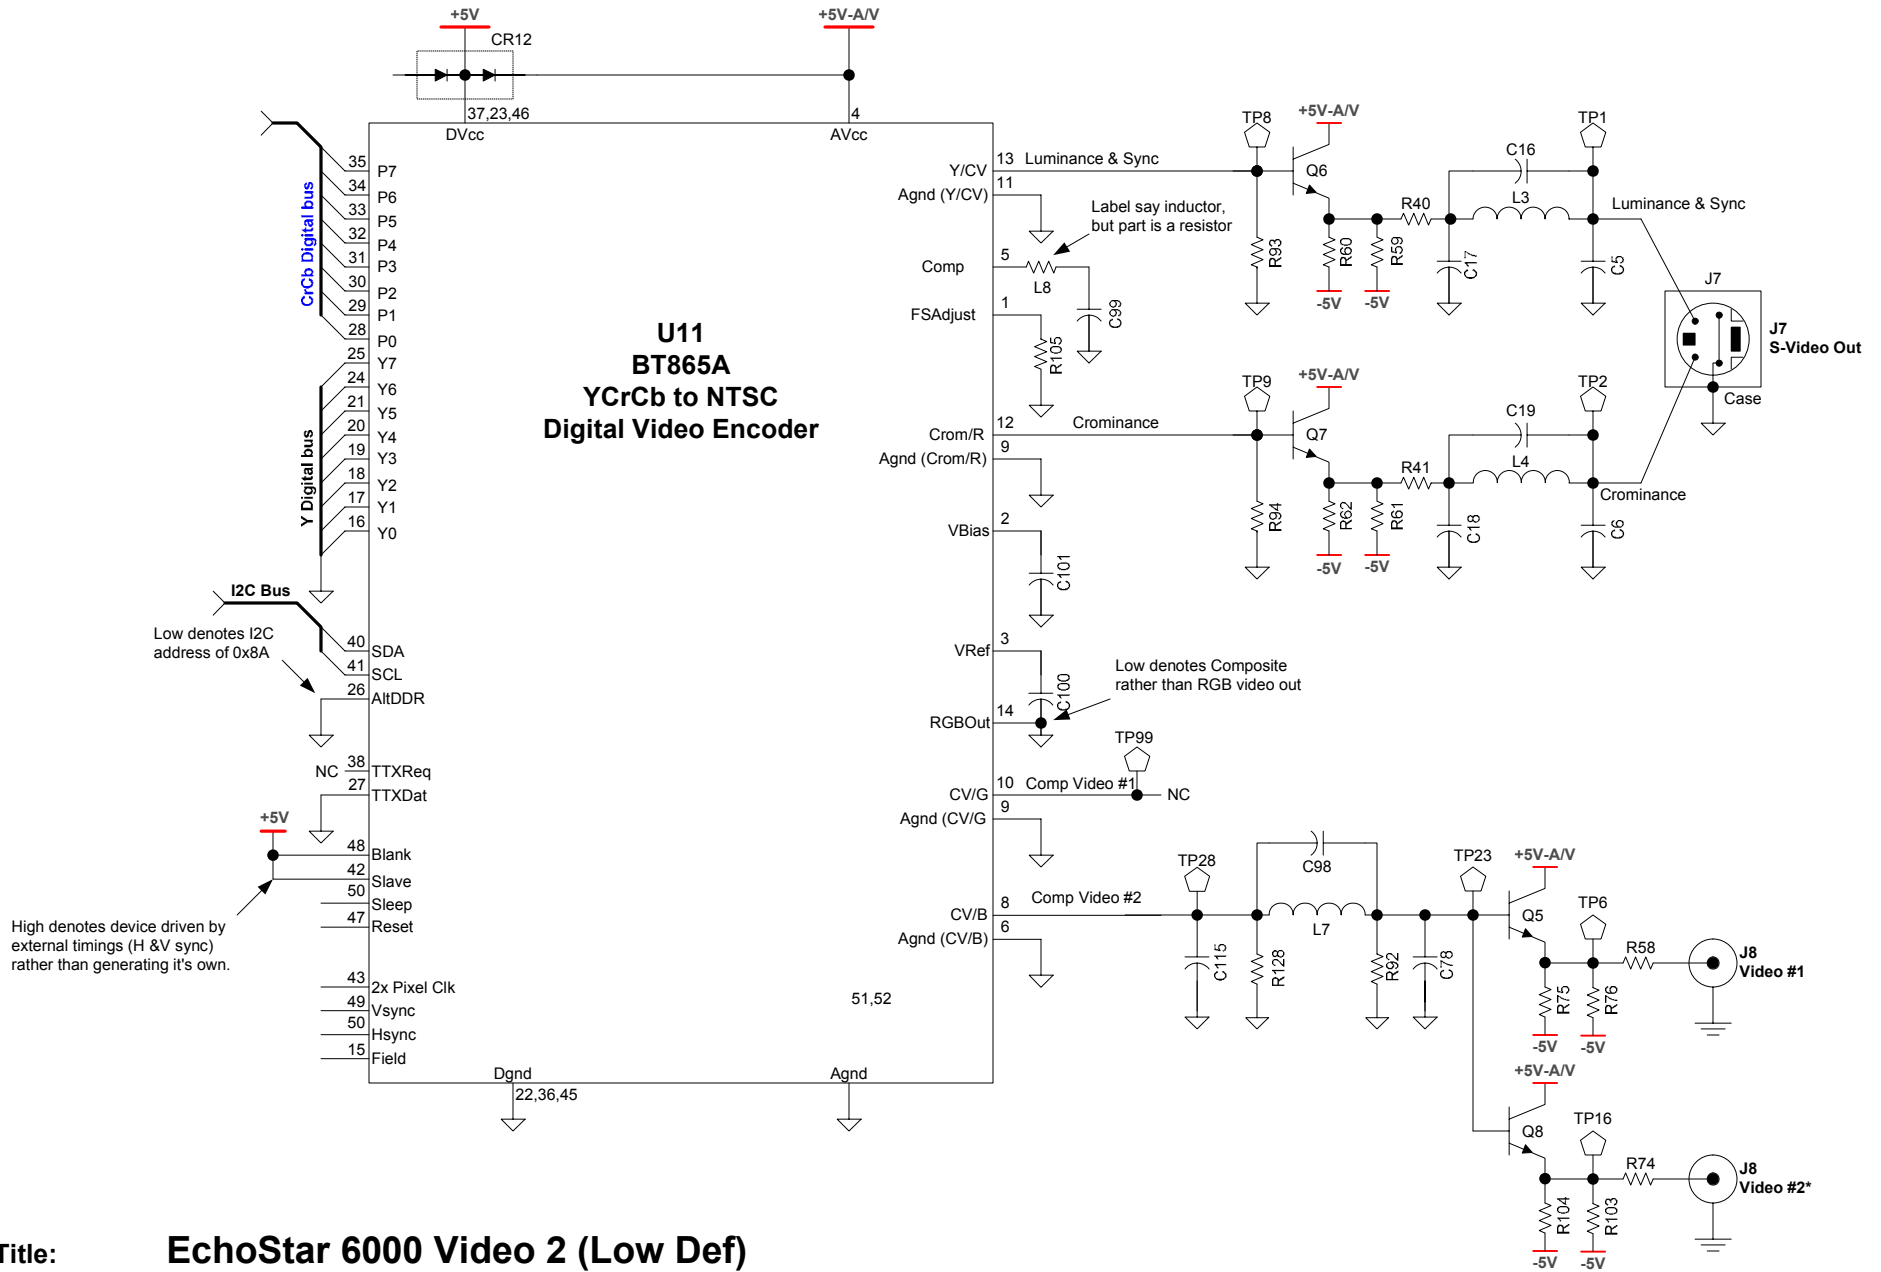 +5V
+5V-A/V
CR12
37,23,46
4
DVcc
AVcc
CrCb Digital bus
35 P7
34 P6
33 P5
32 P4
31 P3
30 P2
29 P1
28 P0
25 Y7
24 Y6
21 Y5
20 Y4
19 Y3
18 Y2
17 Y1
16 Y0
Y Digital bus
I2C Bus
Low denotes I2C
address of 0x8A
40 SDA
41 SCL
26 AltDDR
NC 38 TTXReq
27 TTXDat
+5V
48 Blank
42 Slave
50 Sleep
47 Reset
High denotes device driven by
external timings (H &V sync)
rather than generating it's own.
43 2x Pixel Clk
49 Vsync
50 Hsync
15 Field
Dgnd
22,36,45
Agnd
51,52
U11
BT865A
YCrCb to NTSC
Digital Video Encoder
Y/CV 13 Luminance & Sync
Agnd (Y/CV) 11
Label say inductor,
but part is a resistor
Comp 5
L8
C99
FSAdjust 1
R105
Crom/R 12 Crominance
Agnd (Crom/R) 9
VBias 2
C101
VRef 3
C100
Low denotes Composite
rather than RGB video out
RGBOut 14
TP99
CV/G 10 Comp Video #1
NC
Agnd (CV/G 9
CV/B 8 Comp Video #2
Agnd (CV/B) 6
TP8
+5V-A/V
Q6
R93
R60
R59
-5V
-5V
R40
C16
L3
C17
TP1
C5
Luminance & Sync
J7
J7
S-Video Out
Case
TP9
+5V-A/V
Q7
R94
R62
R61
-5V
-5V
R41
C19
L4
C18
TP2
C6
Crominance
TP28
C115
R128
C98
L7
R92
C78
TP23
+5V-A/V
Q5
TP6
R58
R75
R76
-5V
-5V
J8
Video #1
+5V-A/V
Q8
TP16
R74
R104
R103
-5V
-5V
J8
Video #2*
Title: EchoStar 6000 Video 2 (Low Def)